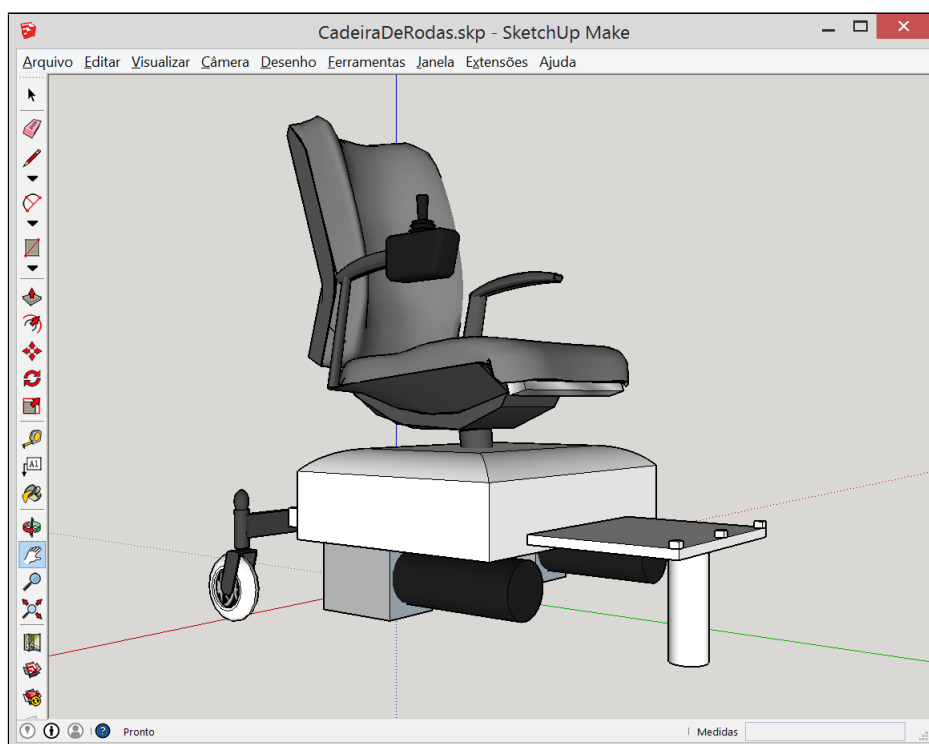 CadeiraDeRodas.skp - SketchUp Make
Arquivo Editar Visualizar Câmera Desenho Ferramentas Janela Extensões Ajuda
A1
Pronto
Medidas